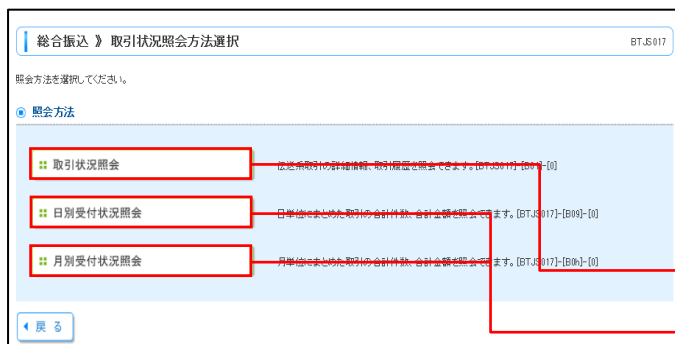 総合振込 》 取引状況照会方法選択
BTJS017
照会方法を選択してください。
照会方法
取引状況照会
伝送系取引の詳細情報、取引履歴を照会できます。[BTJS017]-[B01]-[0]
日別受付状況照会
日単位にまとめた取引の合計件数、合計金額を照会できます。[BTJS017]-[B09]-[0]
月別受付状況照会
月単位にまとめた取引の合計件数、合計金額を照会できます。[BTJS017]-[B0h]-[0]
戻る